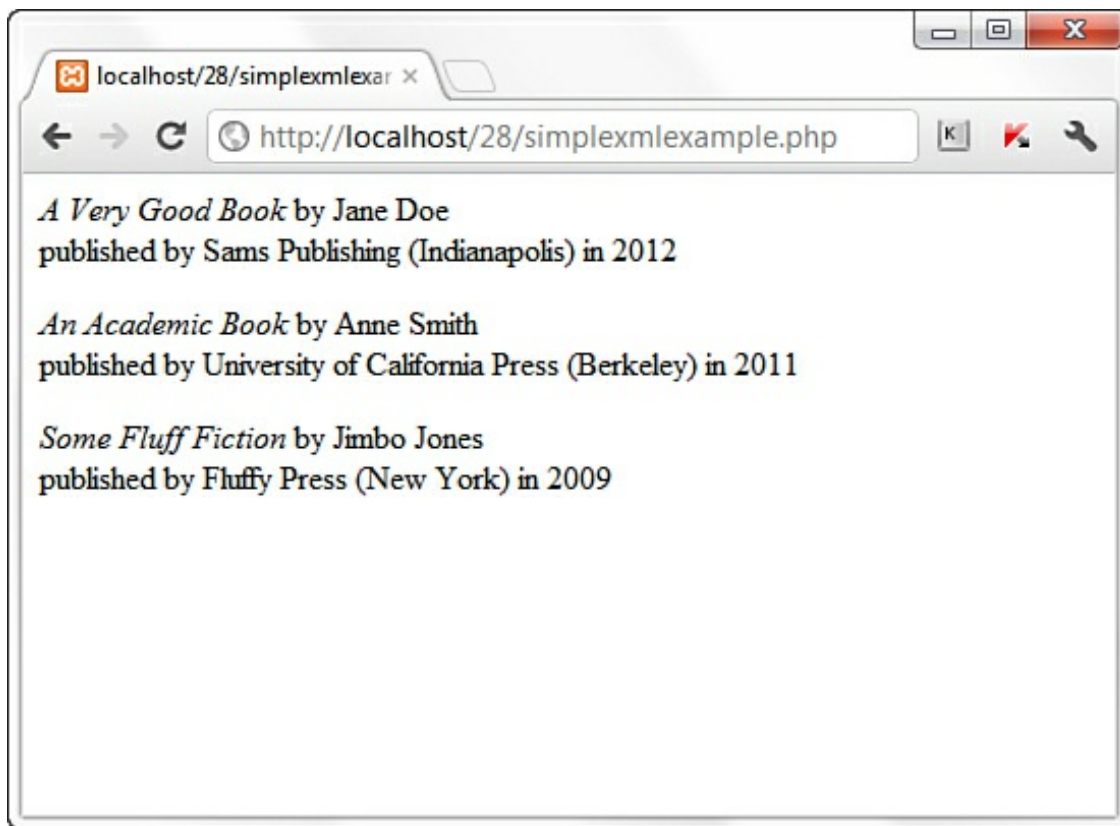 localhost/28/simplexmlexar
http://localhost/28/simplexmlexample.php
K
A Very Good Book by Jane Doe
published by Sams Publishing (Indianapolis) in 2012
An Academic Book by Anne Smith
published by University of California Press (Berkeley) in 2011
Some Fluff Fiction by Jimbo Jones
published by Fluffy Press (New York) in 2009